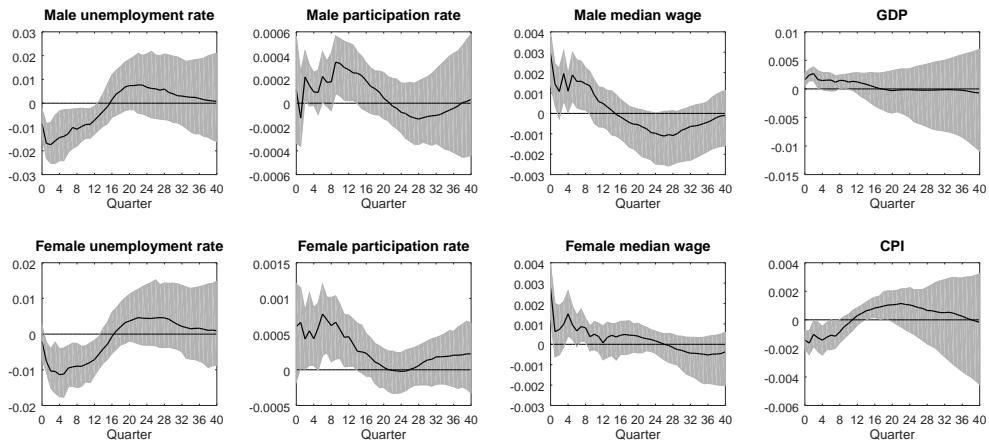 Male unemployment rate
0.03
0.02
0.01
0
-0.01
-0.02
-0.03
0 4 8 12 16 20 24 28 32 36 40
Quarter
Male participation rate
0.0006
0.0004
0.0002
0
-0.0002
-0.0004
-0.0006
0 4 8 12 16 20 24 28 32 36 40
Quarter
Male median wage
0.004
0.003
0.002
0.001
0
-0.001
-0.002
-0.003
0 4 8 12 16 20 24 28 32 36 40
Quarter
GDP
0.01
0.005
0
-0.005
-0.01
-0.015
0 4 8 12 16 20 24 28 32 36 40
Quarter
Female unemployment rate
0.02
0.01
0
-0.01
-0.02
0 4 8 12 16 20 24 28 32 36 40
Quarter
Female participation rate
0.0015
0.001
0.0005
0
-0.0005
0 4 8 12 16 20 24 28 32 36 40
Quarter
Female median wage
0.004
0.003
0.002
0.001
0
-0.001
-0.002
-0.003
0 4 8 12 16 20 24 28 32 36 40
Quarter
CPI
0.004
0.002
0
-0.002
-0.004
-0.006
0 4 8 12 16 20 24 28 32 36 40
Quarter